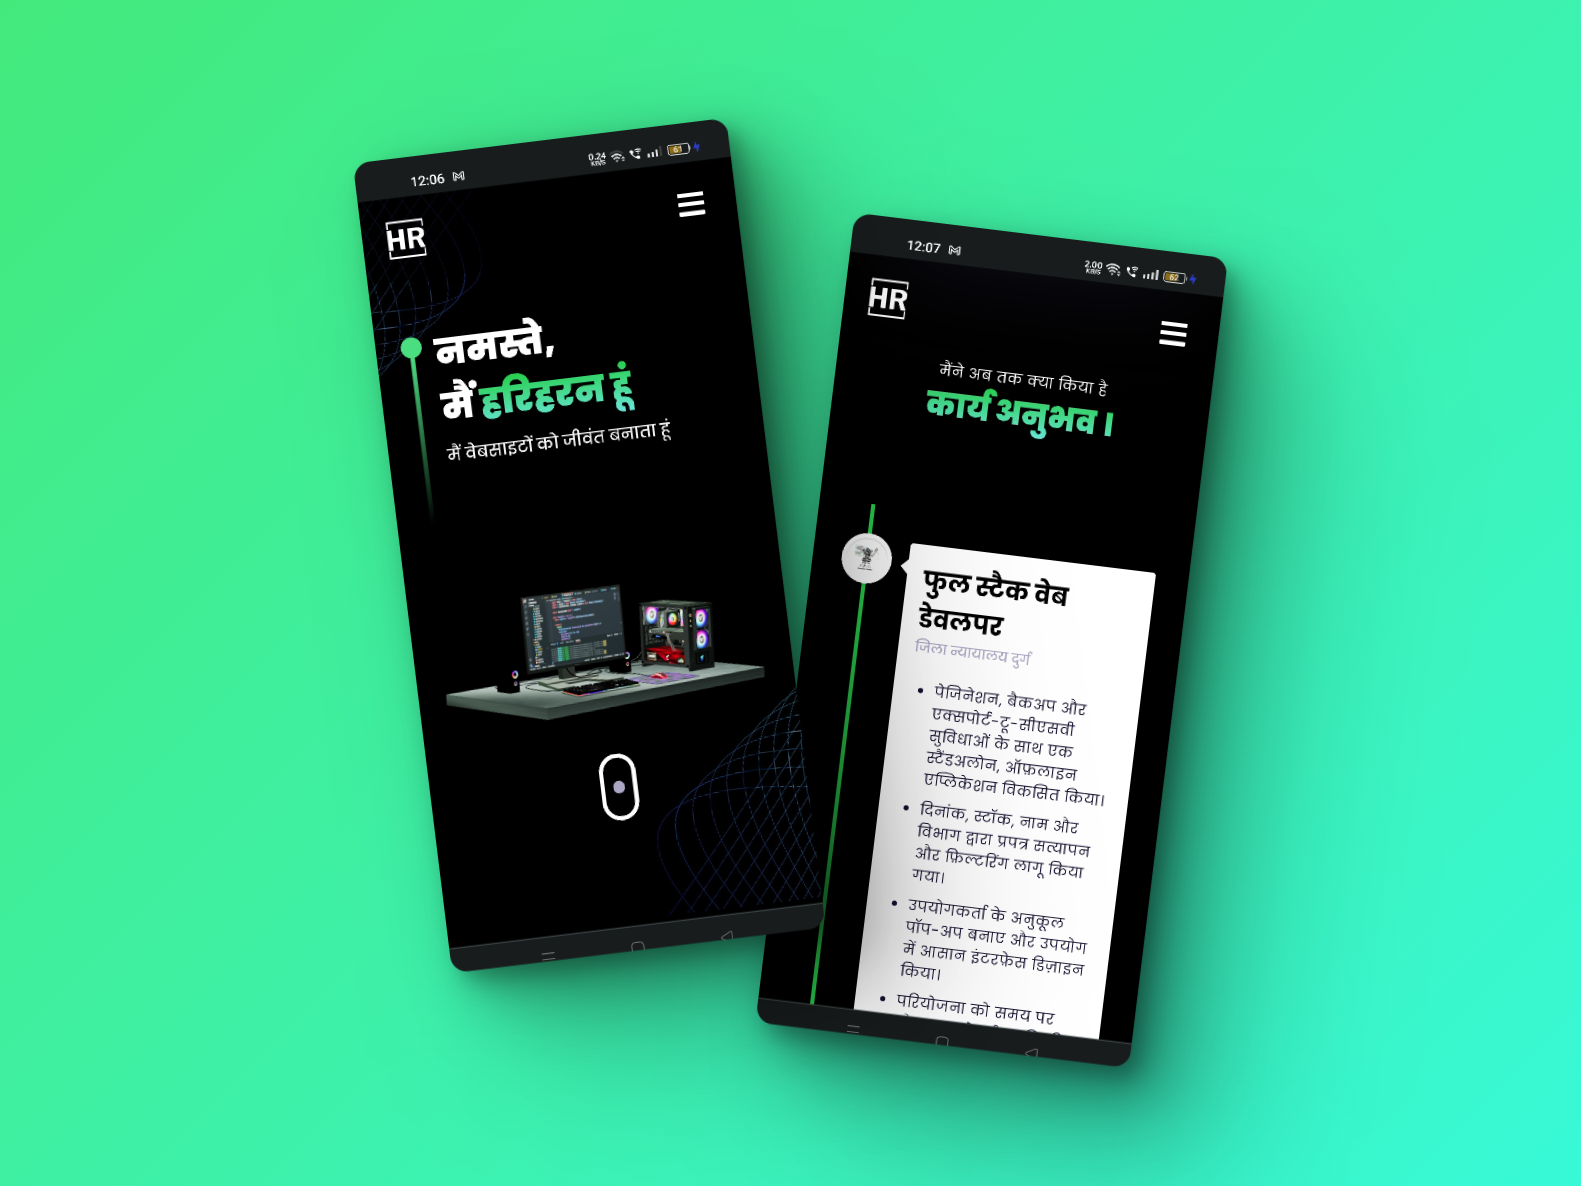 12:06
0.24
KB/S
61
HR
नमस्ते,
मैं हरिहरन हूं
मैं वेबसाइटों को जीवंत बनाता हूं
12:07
2.00
KB/S
62
HR
मैंने अब तक क्या किया है
कार्य अनुभव ।
फुल स्टैक वेब
डेवलपर
जिला न्यायालय दुर्ग
• पेजिनेशन, बैकअप और
एक्सपोर्ट-टू-सीएसवी
सुविधाओं के साथ एक
स्टैंडअलोन, ऑफ़लाइन
एप्लिकेशन विकसित किया।
• दिनांक, स्टॉक, नाम और
विभाग द्वारा प्रपत्र सत्यापन
और फ़िल्टरिंग लागू किया
गया।
• उपयोगकर्ता के अनुकूल
पॉप-अप बनाए और उपयोग
में आसान इंटरफ़ेस डिज़ाइन
किया।
• परियोजना को समय पर